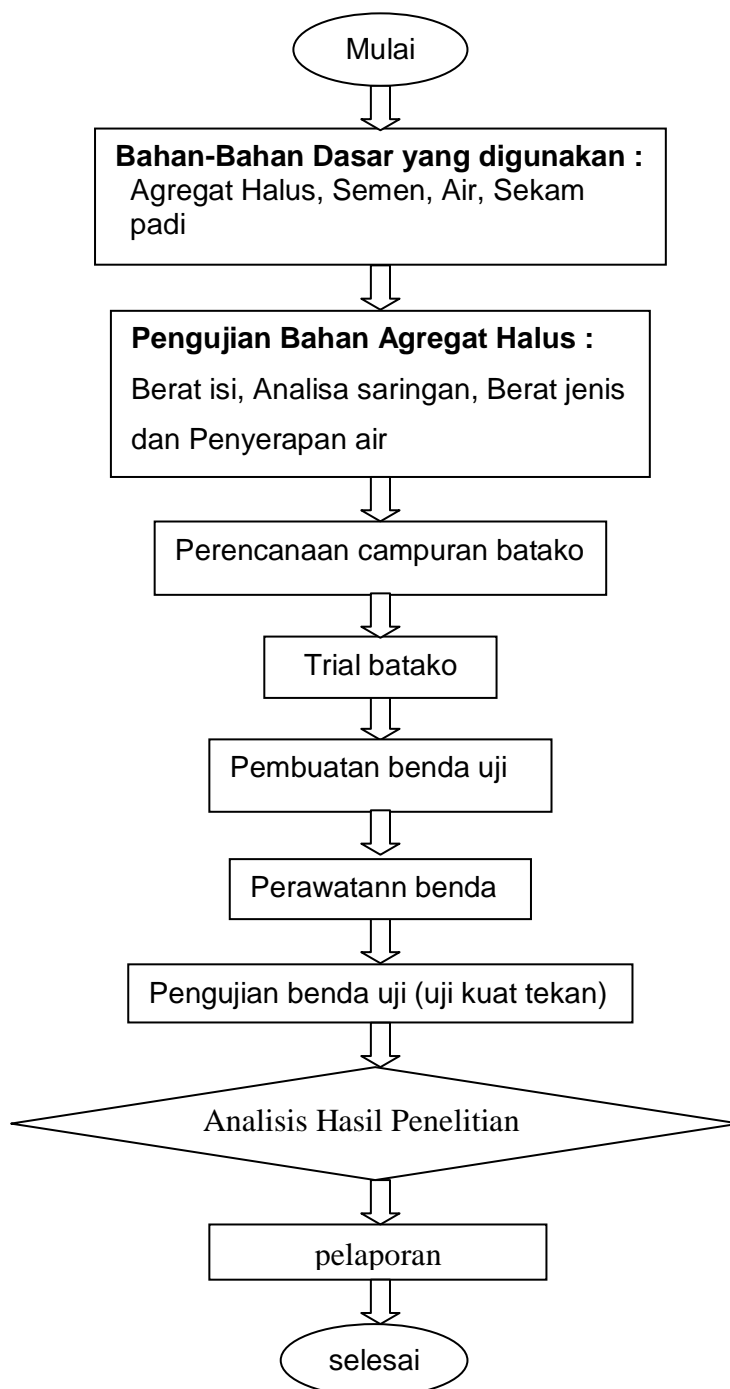 Mulai
Bahan-Bahan Dasar yang digunakan :
Agregat Halus, Semen, Air, Sekam
padi
Pengujian Bahan Agregat Halus :
Berat isi, Analisa saringan, Berat jenis
dan Penyerapan air
Perencanaan campuran batako
Trial batako
Pembuatan benda uji
Perawatann benda
Pengujian benda uji (uji kuat tekan)
Analisis Hasil Penelitian
pelaporan
selesai